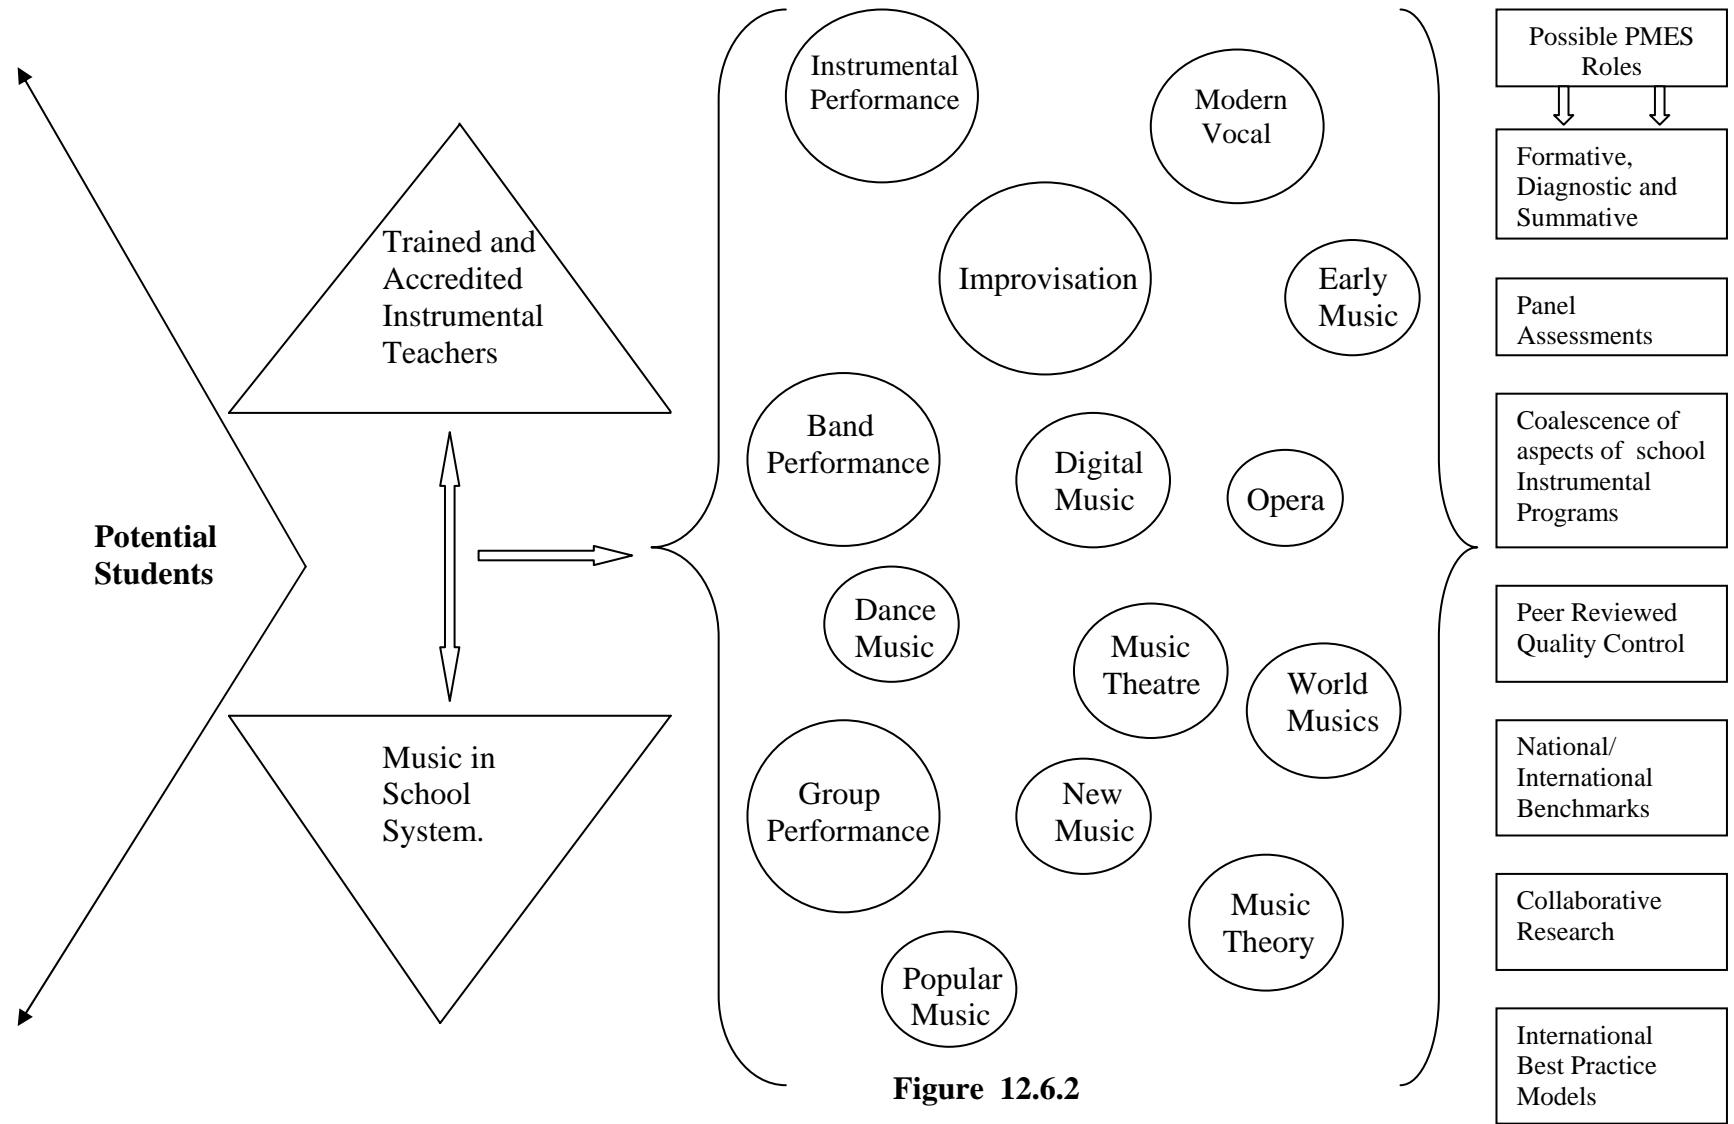 Potential
Students
Trained and
Accredited
Instrumental
Teachers
Music in
School
System.
Instrumental
Performance
Modern
Vocal
Improvisation
Early
Music
Band
Performance
Digital
Music
Opera
Dance
Music
Music
Theatre
World
Musics
Group
Performance
New
Music
Music
Theory
Popular
Music
Possible PMES
Roles
Formative,
Diagnostic and
Summative
Panel
Assessments
Coalescence of
aspects of school
Instrumental
Programs
Peer Reviewed
Quality Control
National/
International
Benchmarks
Collaborative
Research
International
Best Practice
Models
Figure 12.6.2